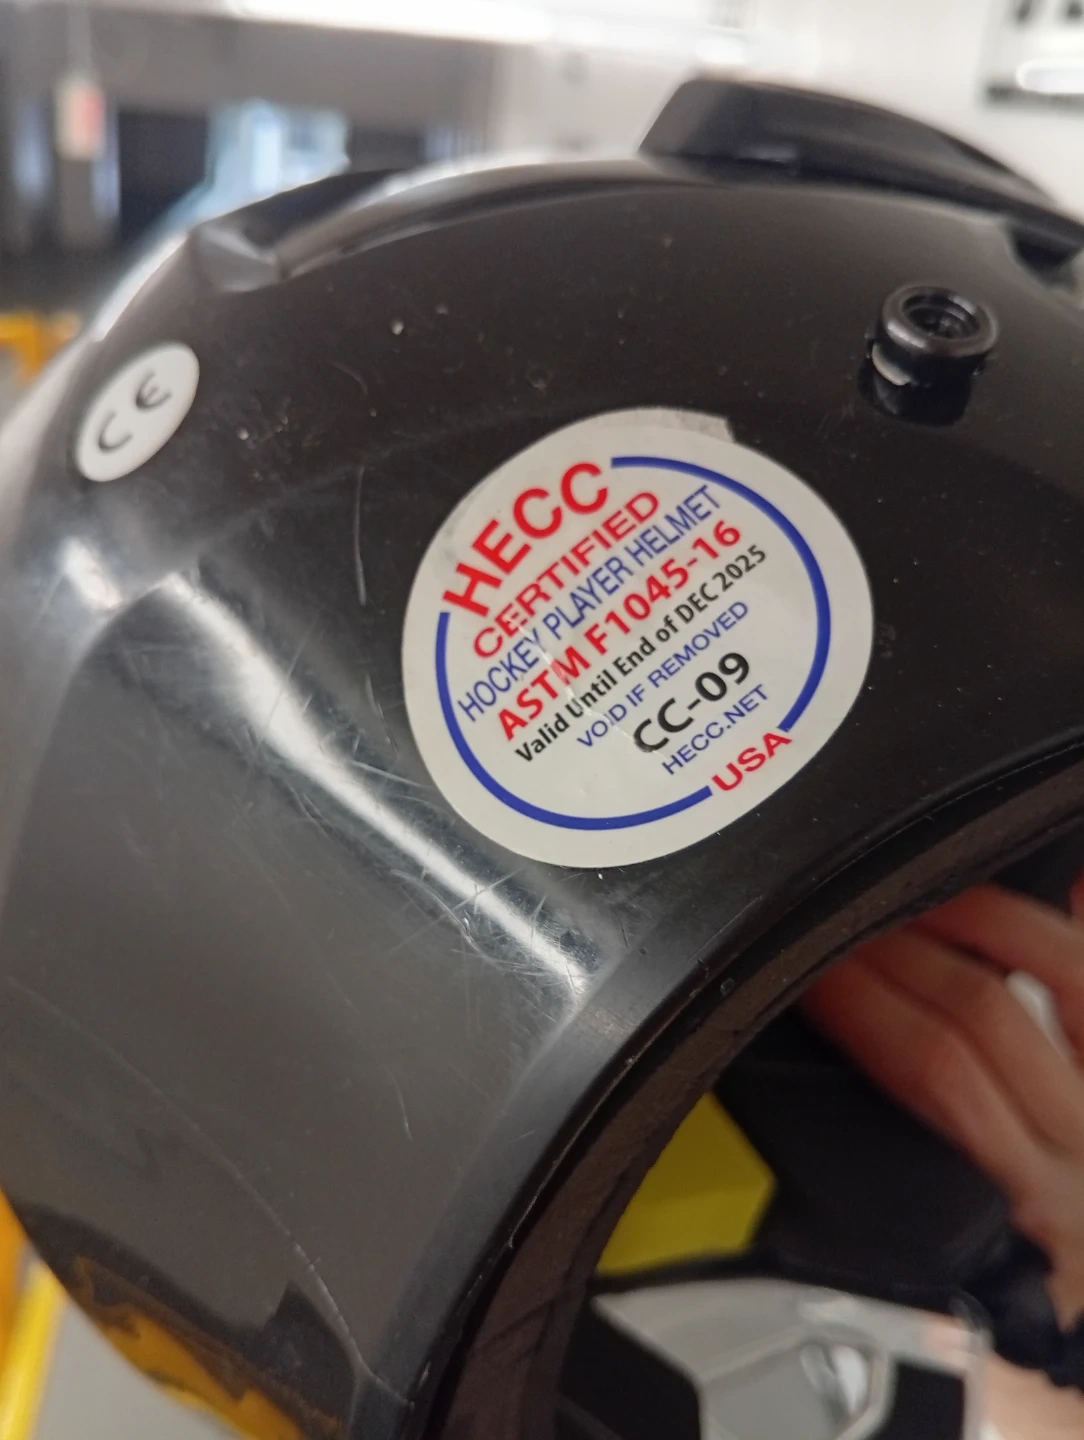 CE
HECC
CERTIFIED
HOCKEY PLAYER HELMET
ASTM F1045-16
Valid Until End of DEC 2025
VOID IF REMOVED
CC-09
HECC.NET
USA